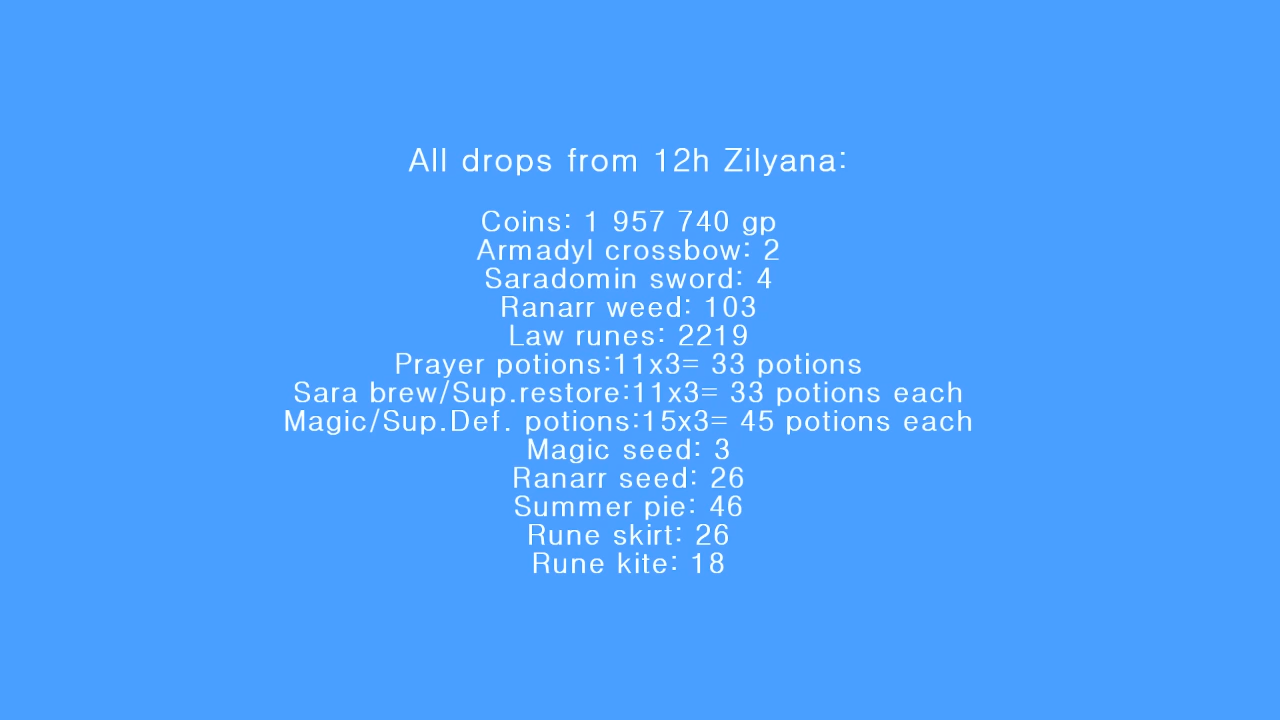 All drops from 12h Zilyana:
Coins: 1 957 740 gp
Armadyl crossbow: 2
Saradomin sword: 4
Ranarr weed: 103
Law runes: 2219
Prayer potions:11x3= 33 potions
Sara brew/Sup.restore:11x3= 33 potions each
Magic/Sup.Def. potions:15x3= 45 potions each
Magic seed: 3
Ranarr seed: 26
Summer pie: 46
Rune skirt: 26
Rune kite: 18